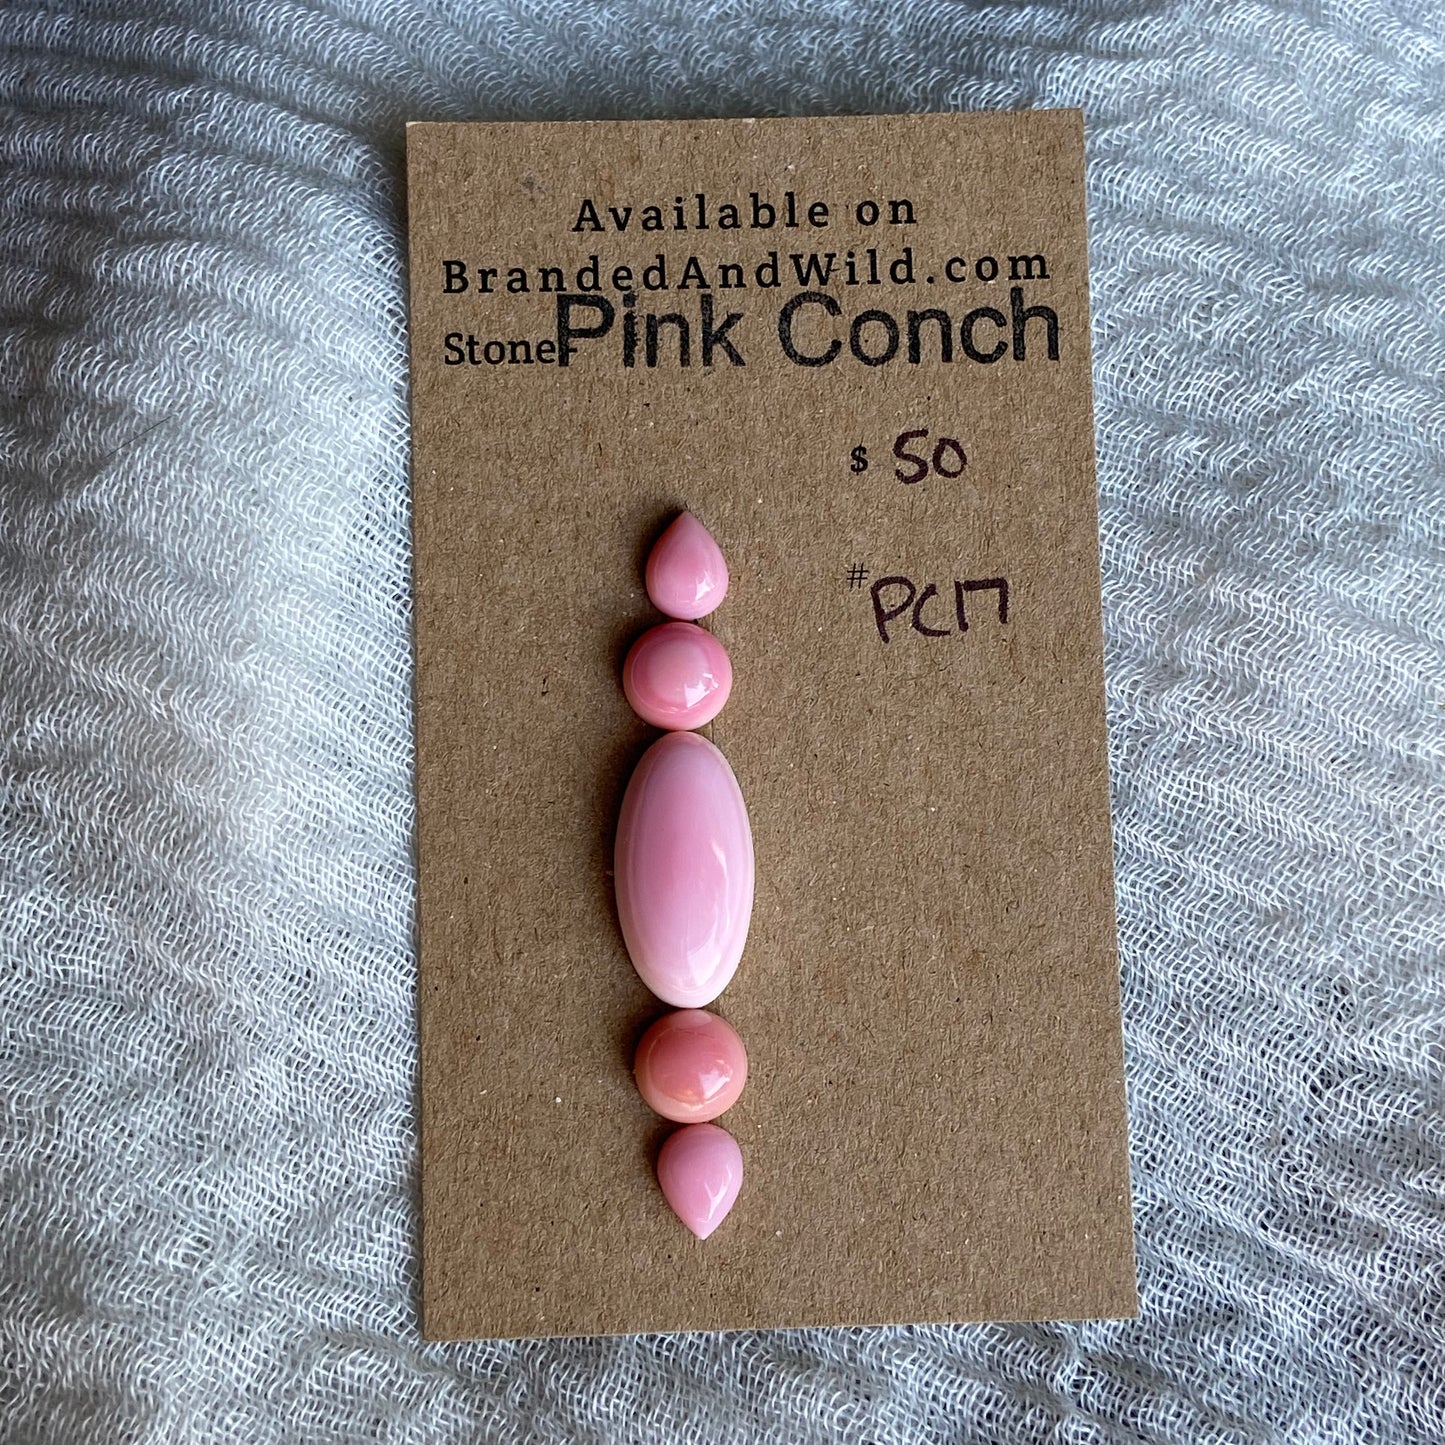 Available on
BrandedAndWild.com
Stone- Pink Conch
$ 50
# PC17